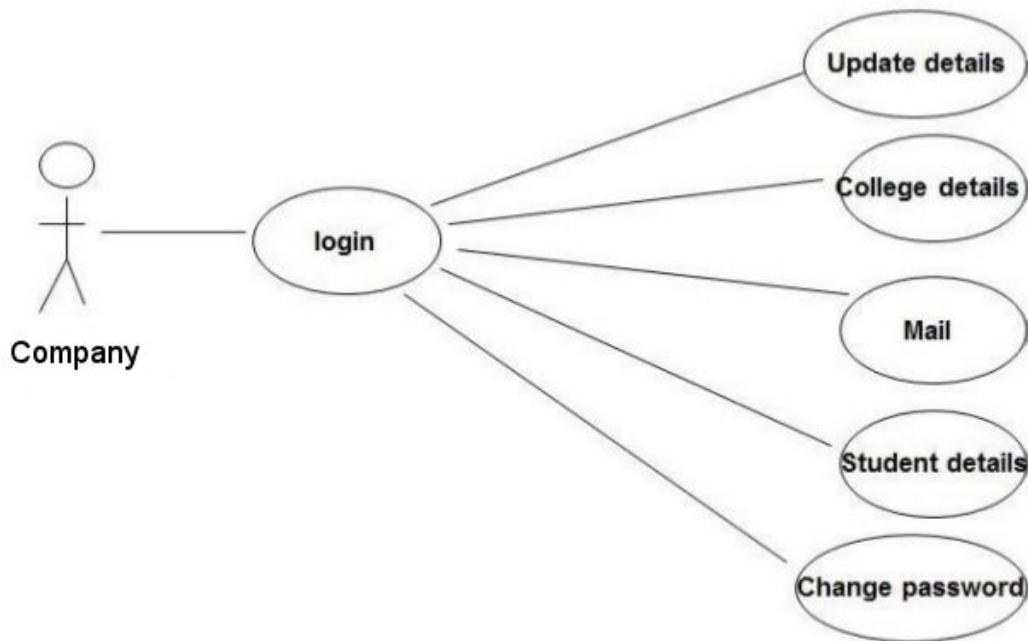 Update details
College details
login
Mail
Company
Student details
Change password